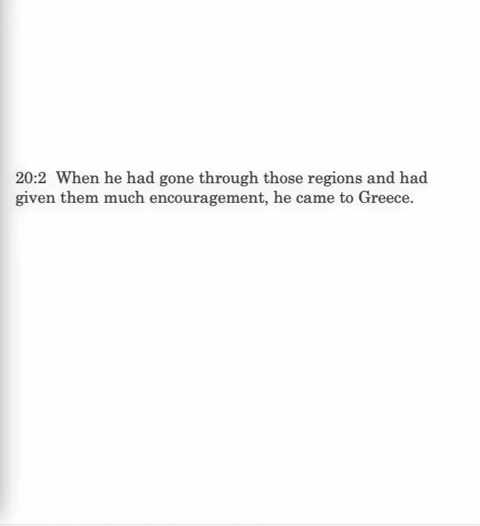 20:2 When he had gone through those regions and had
given them much encouragement, he came to Greece.